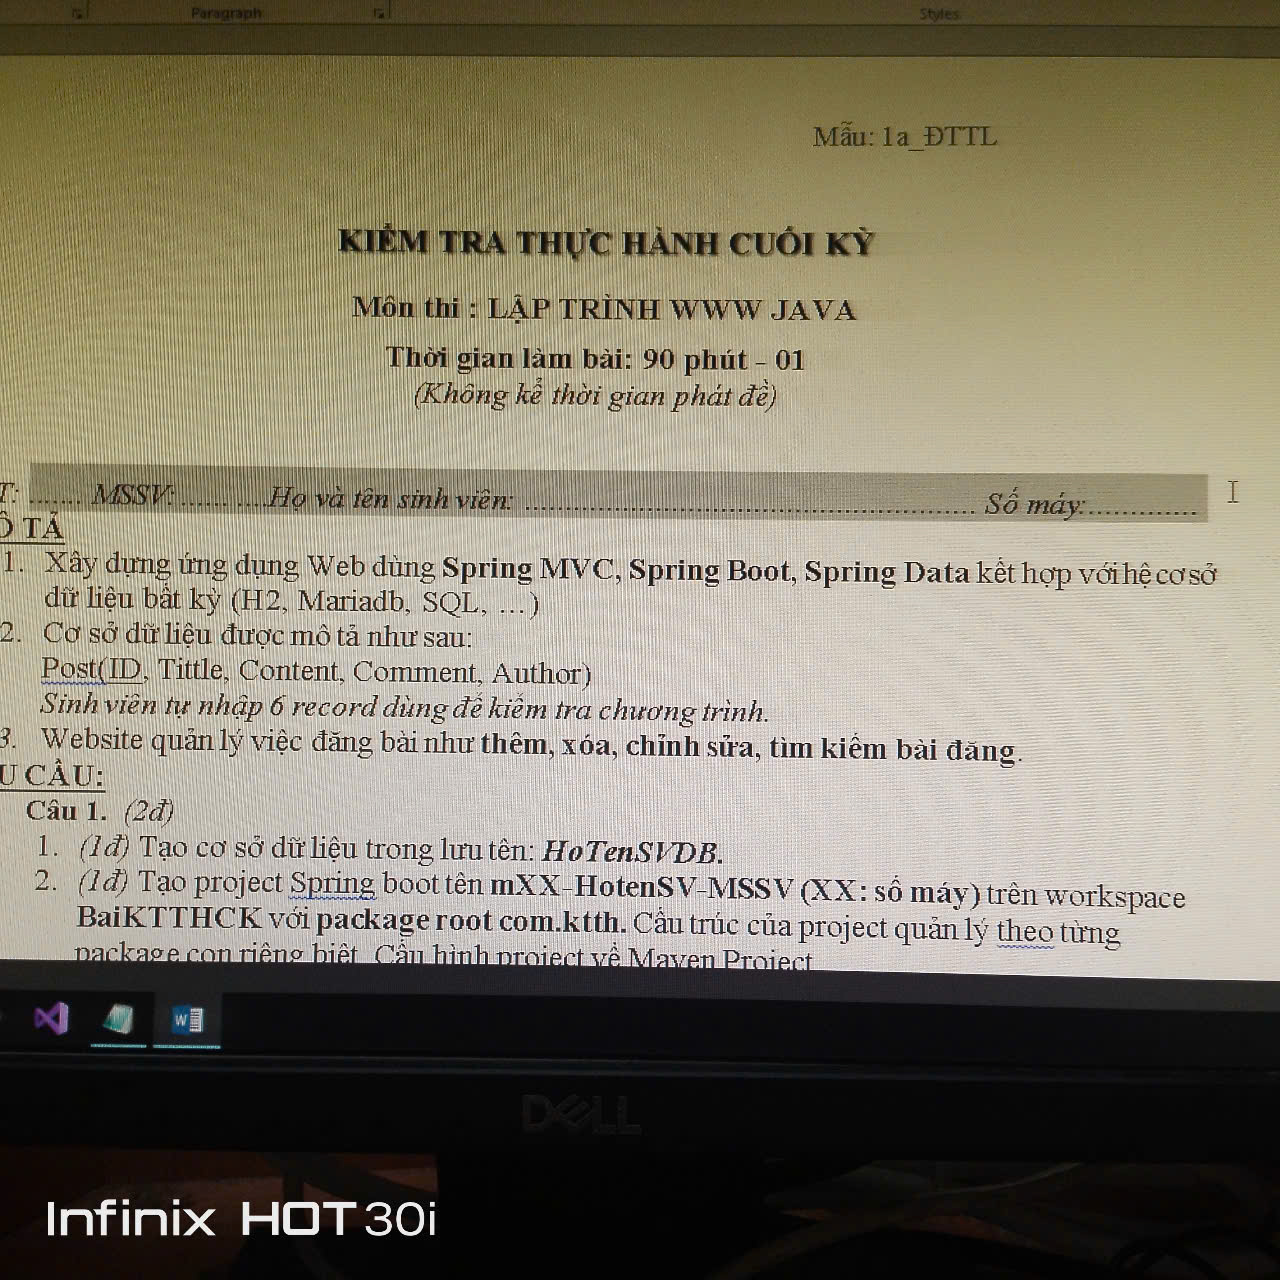 Paragraph
Styles
Mẫu: 1a_ĐTTL
KIỂM TRA THỰC HÀNH CUỐI KỲ
Môn thi : LẬP TRÌNH WWW JAVA
Thời gian làm bài: 90 phút - 01
(Không kể thời gian phát đề)
T: ....... MSSV: ........... Họ và tên sinh viên: .................................................... Số máy: .............
Ô TẢ
1. Xây dựng ứng dụng Web dùng Spring MVC, Spring Boot, Spring Data kết hợp với hệ cơ sở
dữ liệu bất kỳ (H2, Mariadb, SQL, ...)
2. Cơ sở dữ liệu được mô tả như sau:
Post(ID, Tittle, Content, Comment, Author)
Sinh viên tự nhập 6 record dùng để kiểm tra chương trình.
3. Website quản lý việc đăng bài như thêm, xóa, chỉnh sửa, tìm kiếm bài đăng.
U CẦU:
Câu 1. (2đ)
1. (1đ) Tạo cơ sở dữ liệu trong lưu tên: HoTenSVDB.
2. (1đ) Tạo project Spring boot tên mXX-HotenSV-MSSV (XX: số máy) trên workspace
BaiKTTHCK với package root com.ktth. Cấu trúc của project quản lý theo từng
package con riêng biệt. Cấu hình project về Maven Project
DELL
Infinix HOT 30i